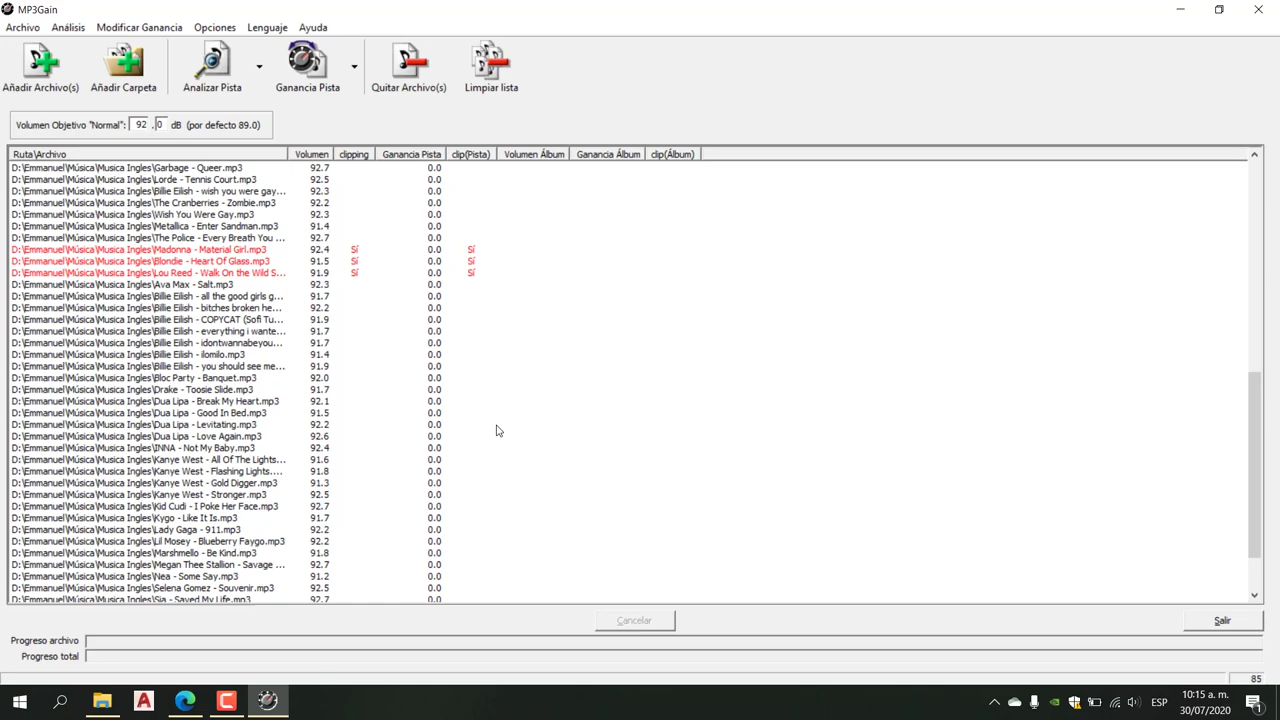 MP3Gain
Archivo Análisis Modificar Ganancia Opciones Lenguaje Ayuda
Añadir Archivo(s) Añadir Carpeta Analizar Pista Ganancia Pista Quitar Archivo(s) Limpiar lista
Volumen Objetivo "Normal": 92 .0 dB (por defecto 89.0)
Ruta\Archivo Volumen clipping Ganancia Pista clip(Pista) Volumen Álbum Ganancia Álbum clip(Álbum)
D:\Emmanuel\Música\Musica Ingles\Garbage - Queer.mp3 92.7 0.0
D:\Emmanuel\Música\Musica Ingles\Lorde - Tennis Court.mp3 92.5 0.0
D:\Emmanuel\Música\Musica Ingles\Billie Eilish - wish you were gay... 92.3 0.0
D:\Emmanuel\Música\Musica Ingles\The Cranberries - Zombie.mp3 92.2 0.0
D:\Emmanuel\Música\Musica Ingles\Wish You Were Gay.mp3 92.3 0.0
D:\Emmanuel\Música\Musica Ingles\Metallica - Enter Sandman.mp3 91.4 0.0
D:\Emmanuel\Música\Musica Ingles\The Police - Every Breath You ... 92.7 0.0
D:\Emmanuel\Música\Musica Ingles\Madonna - Material Girl.mp3 92.4 Sí 0.0 Sí
D:\Emmanuel\Música\Musica Ingles\Blondie - Heart Of Glass.mp3 91.5 Sí 0.0 Sí
D:\Emmanuel\Música\Musica Ingles\Lou Reed - Walk On the Wild S... 91.9 Sí 0.0 Sí
D:\Emmanuel\Música\Musica Ingles\Ava Max - Salt.mp3 92.3 0.0
D:\Emmanuel\Música\Musica Ingles\Billie Eilish - all the good girls g... 91.7 0.0
D:\Emmanuel\Música\Musica Ingles\Billie Eilish - bitches broken he... 92.2 0.0
D:\Emmanuel\Música\Musica Ingles\Billie Eilish - COPYCAT (Sofi Tu... 91.9 0.0
D:\Emmanuel\Música\Musica Ingles\Billie Eilish - everything i wante... 91.7 0.0
D:\Emmanuel\Música\Musica Ingles\Billie Eilish - idontwannabeyou... 91.7 0.0
D:\Emmanuel\Música\Musica Ingles\Billie Eilish - ilomilo.mp3 91.4 0.0
D:\Emmanuel\Música\Musica Ingles\Billie Eilish - you should see me... 91.9 0.0
D:\Emmanuel\Música\Musica Ingles\Bloc Party - Banquet.mp3 92.0 0.0
D:\Emmanuel\Música\Musica Ingles\Drake - Toosie Slide.mp3 91.7 0.0
D:\Emmanuel\Música\Musica Ingles\Dua Lipa - Break My Heart.mp3 92.1 0.0
D:\Emmanuel\Música\Musica Ingles\Dua Lipa - Good In Bed.mp3 91.5 0.0
D:\Emmanuel\Música\Musica Ingles\Dua Lipa - Levitating.mp3 92.2 0.0
D:\Emmanuel\Música\Musica Ingles\Dua Lipa - Love Again.mp3 92.6 0.0
D:\Emmanuel\Música\Musica Ingles\INNA - Not My Baby.mp3 92.4 0.0
D:\Emmanuel\Música\Musica Ingles\Kanye West - All Of The Lights... 91.6 0.0
D:\Emmanuel\Música\Musica Ingles\Kanye West - Flashing Lights.... 91.8 0.0
D:\Emmanuel\Música\Musica Ingles\Kanye West - Gold Digger.mp3 91.3 0.0
D:\Emmanuel\Música\Musica Ingles\Kanye West - Stronger.mp3 92.5 0.0
D:\Emmanuel\Música\Musica Ingles\Kid Cudi - I Poke Her Face.mp3 92.7 0.0
D:\Emmanuel\Música\Musica Ingles\Kygo - Like It Is.mp3 91.7 0.0
D:\Emmanuel\Música\Musica Ingles\Lady Gaga - 911.mp3 92.2 0.0
D:\Emmanuel\Música\Musica Ingles\Lil Mosey - Blueberry Faygo.mp3 92.2 0.0
D:\Emmanuel\Música\Musica Ingles\Marshmello - Be Kind.mp3 91.8 0.0
D:\Emmanuel\Música\Musica Ingles\Megan Thee Stallion - Savage ... 92.7 0.0
D:\Emmanuel\Música\Musica Ingles\Nea - Some Say.mp3 91.2 0.0
D:\Emmanuel\Música\Musica Ingles\Selena Gomez - Souvenir.mp3 92.5 0.0
D:\Emmanuel\Música\Musica Ingles\Sia - Saved My Life.mp3 92.7 0.0
Cancelar Salir
Progreso archivo
Progreso total
85
ESP 10:15 a. m.
30/07/2020 1